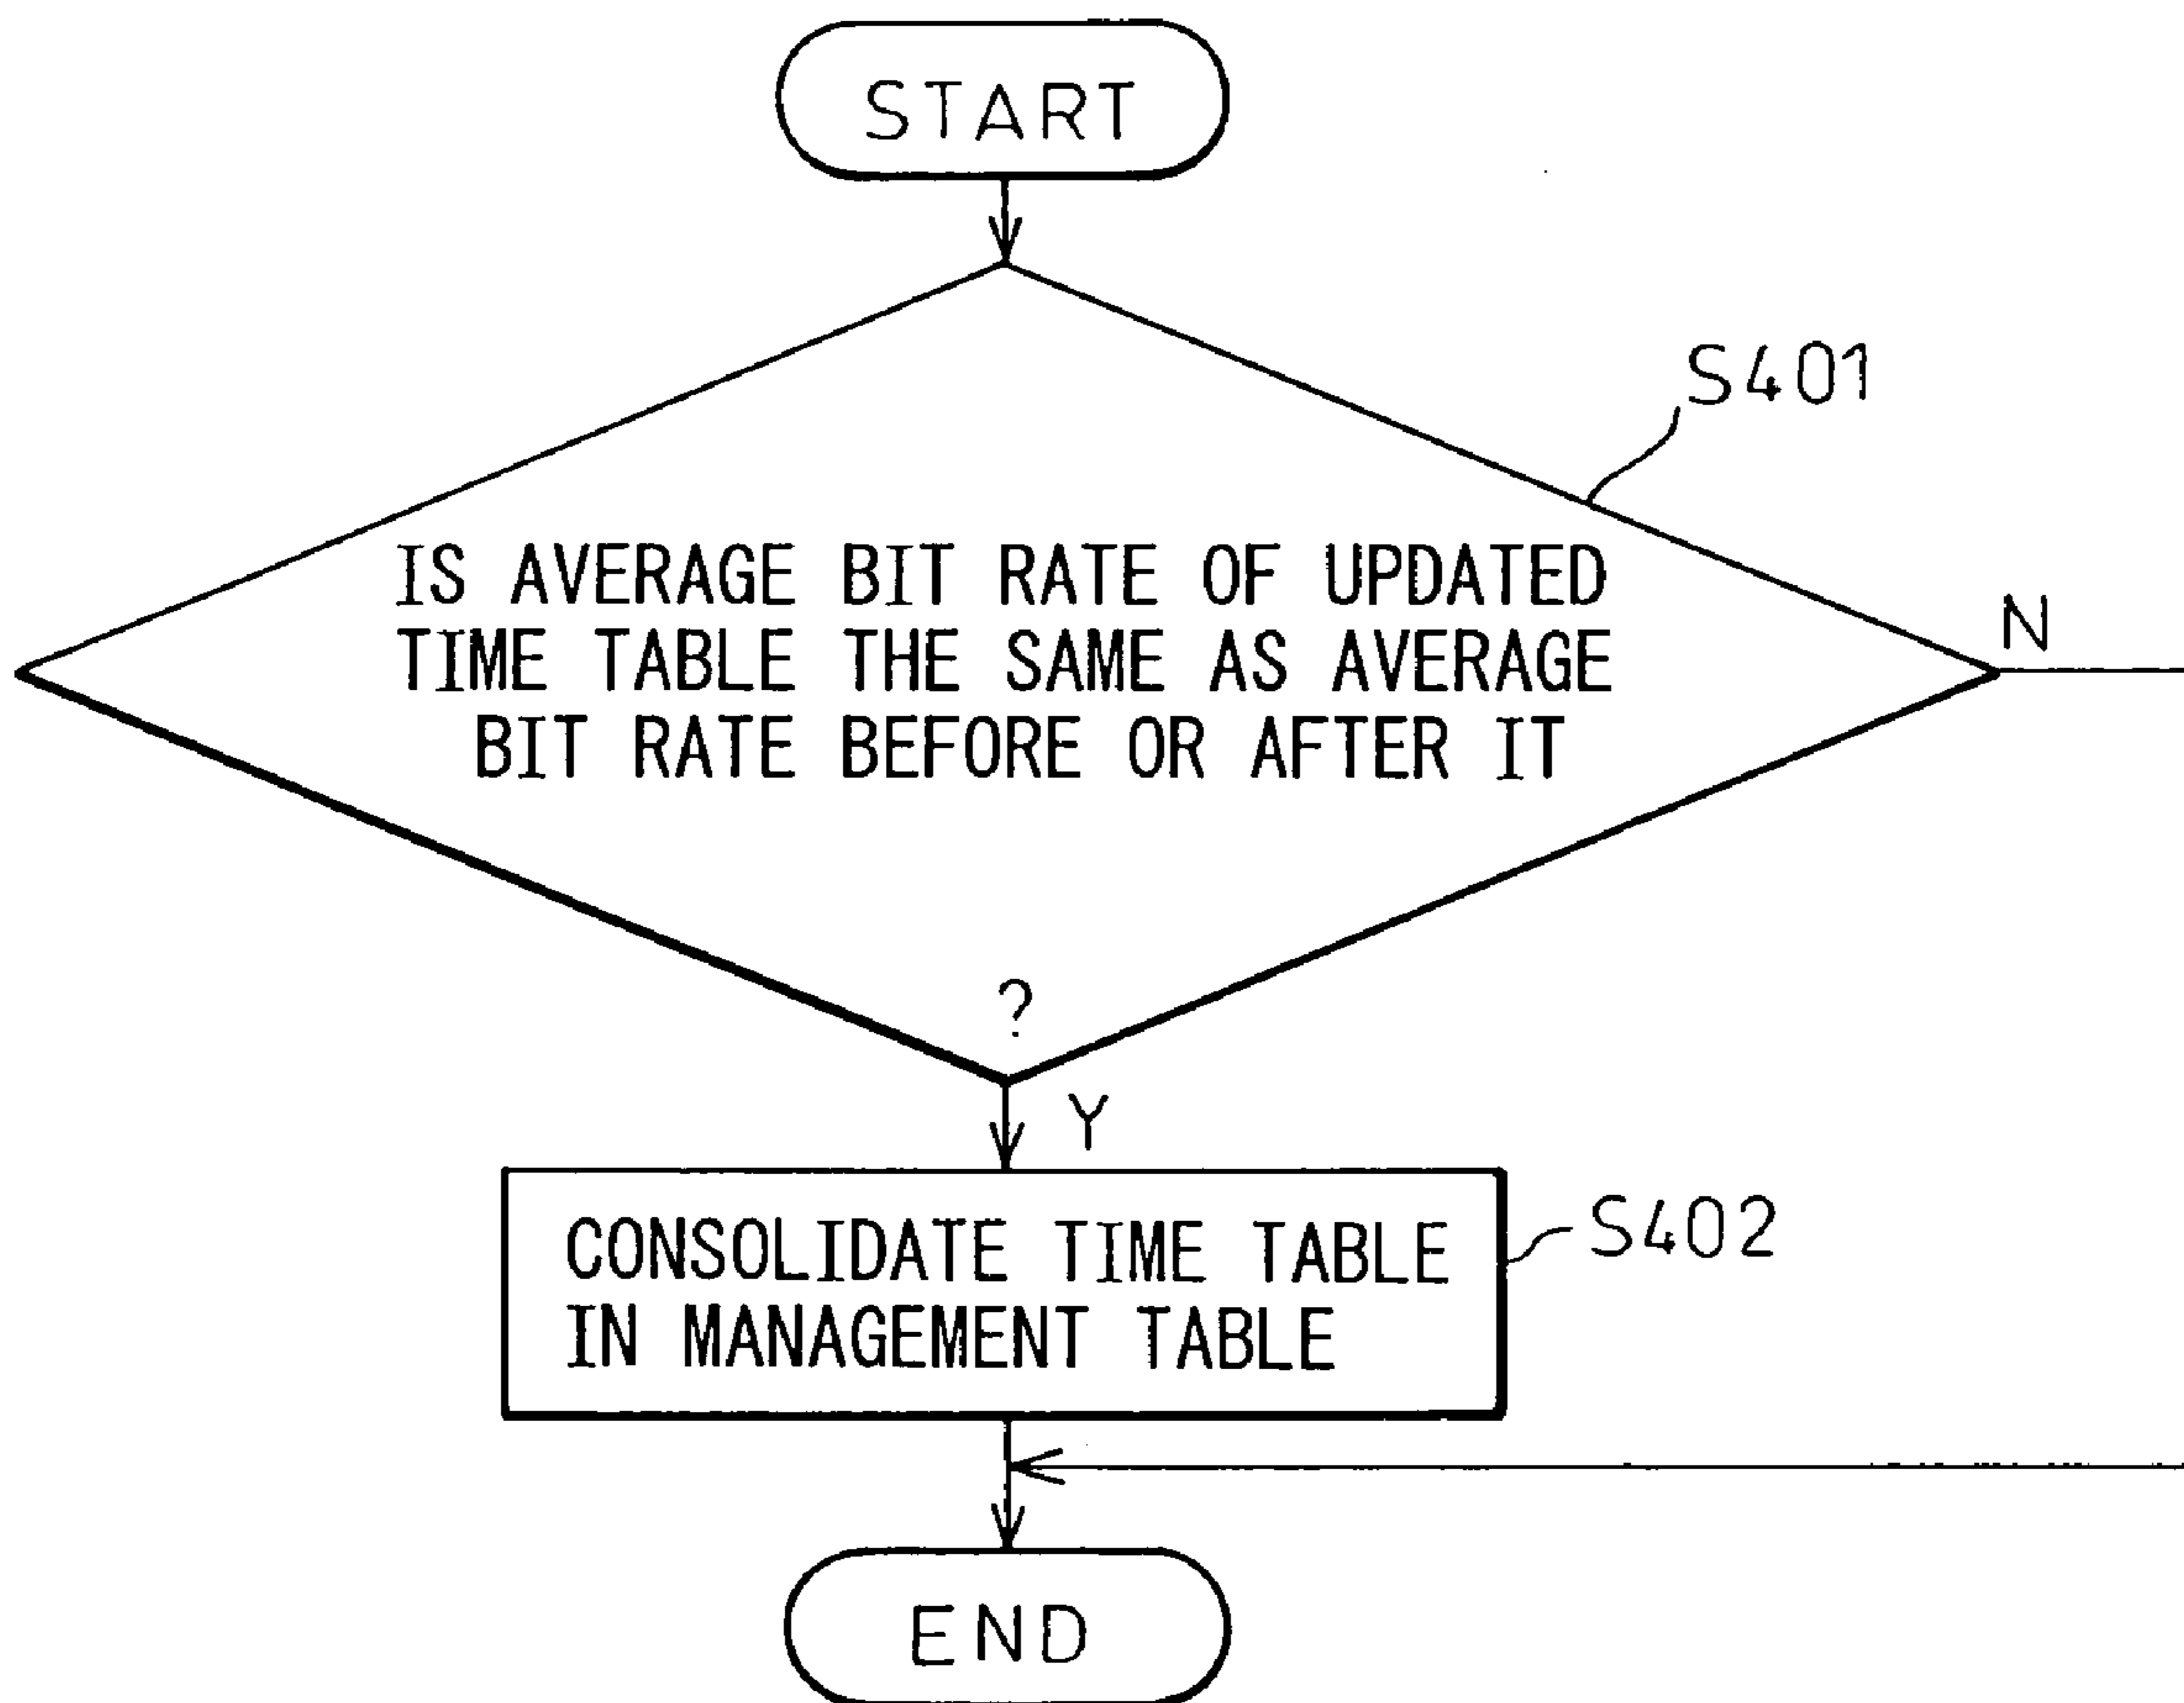 START
S401
IS AVERAGE BIT RATE OF UPDATED
TIME TABLE THE SAME AS AVERAGE
BIT RATE BEFORE OR AFTER IT
N
?
Y
CONSOLIDATE TIME TABLE
IN MANAGEMENT TABLE
S402
END